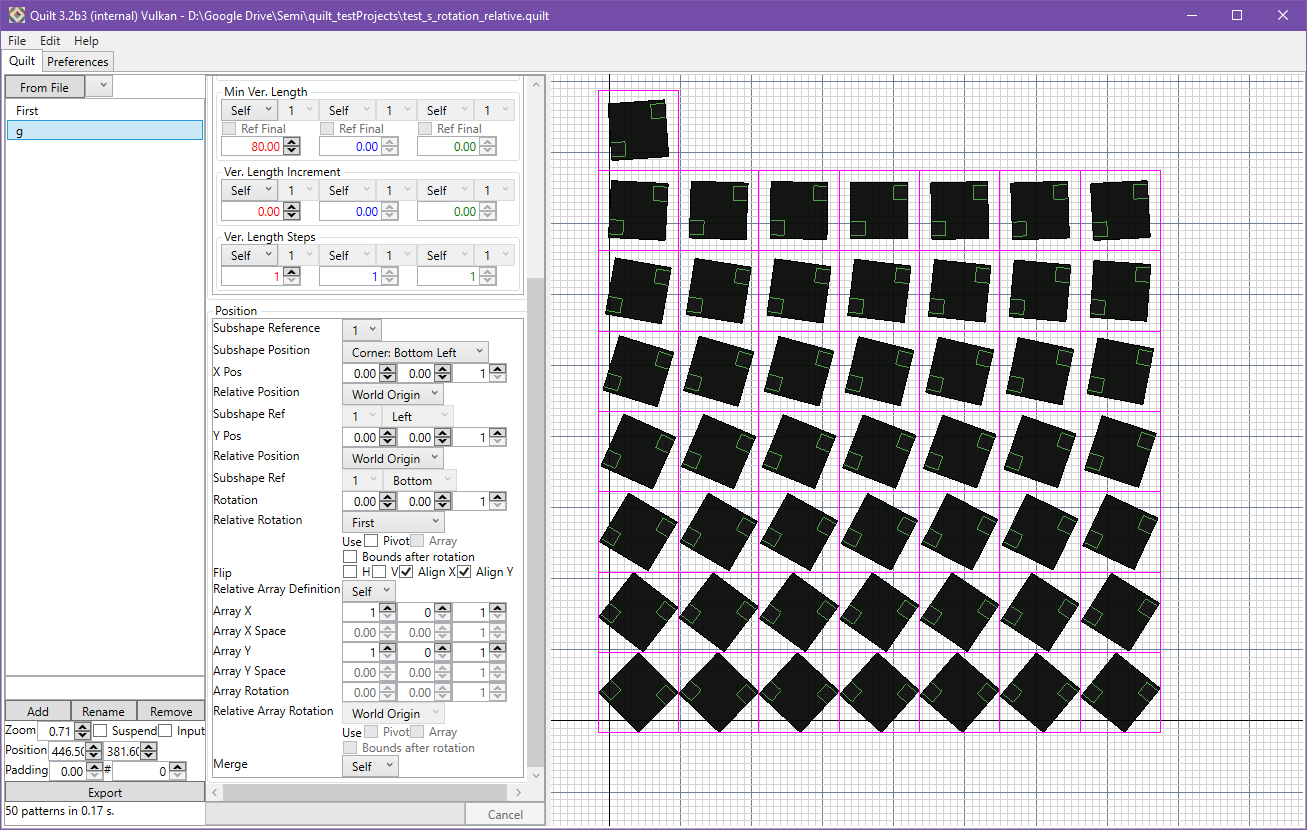 Quilt 3.2b3 (internal) Vulkan - D:\Google Drive\Semi\quilt_testProjects\test_s_rotation_relative.quilt
File Edit Help
Quilt Preferences
From File
First
g
Add Rename Remove
Zoom 0.71 Suspend Input
Position 446.50 381.60
Padding 0.00 # 0
Export
50 patterns in 0.17 s.
Min Ver. Length
Self 1 Self 1 Self 1
Ref Final Ref Final Ref Final
80.00 0.00 0.00
Ver. Length Increment
Self 1 Self 1 Self 1
0.00 0.00 0.00
Ver. Length Steps
Self 1 Self 1 Self 1
1 1 1
Position
Subshape Reference 1
Subshape Position Corner: Bottom Left
X Pos 0.00 0.00 1
Relative Position World Origin
Subshape Ref 1 Left
Y Pos 0.00 0.00 1
Relative Position World Origin
Subshape Ref 1 Bottom
Rotation 0.00 0.00 1
Relative Rotation First
Use Pivot Array
Bounds after rotation
Flip H V Align X Align Y
Relative Array Definition Self
Array X 1 0 1
Array X Space 0.00 0.00 1
Array Y 1 0 1
Array Y Space 0.00 0.00 1
Array Rotation 0.00 0.00 1
Relative Array Rotation World Origin
Use Pivot Array
Bounds after rotation
Merge Self
Cancel